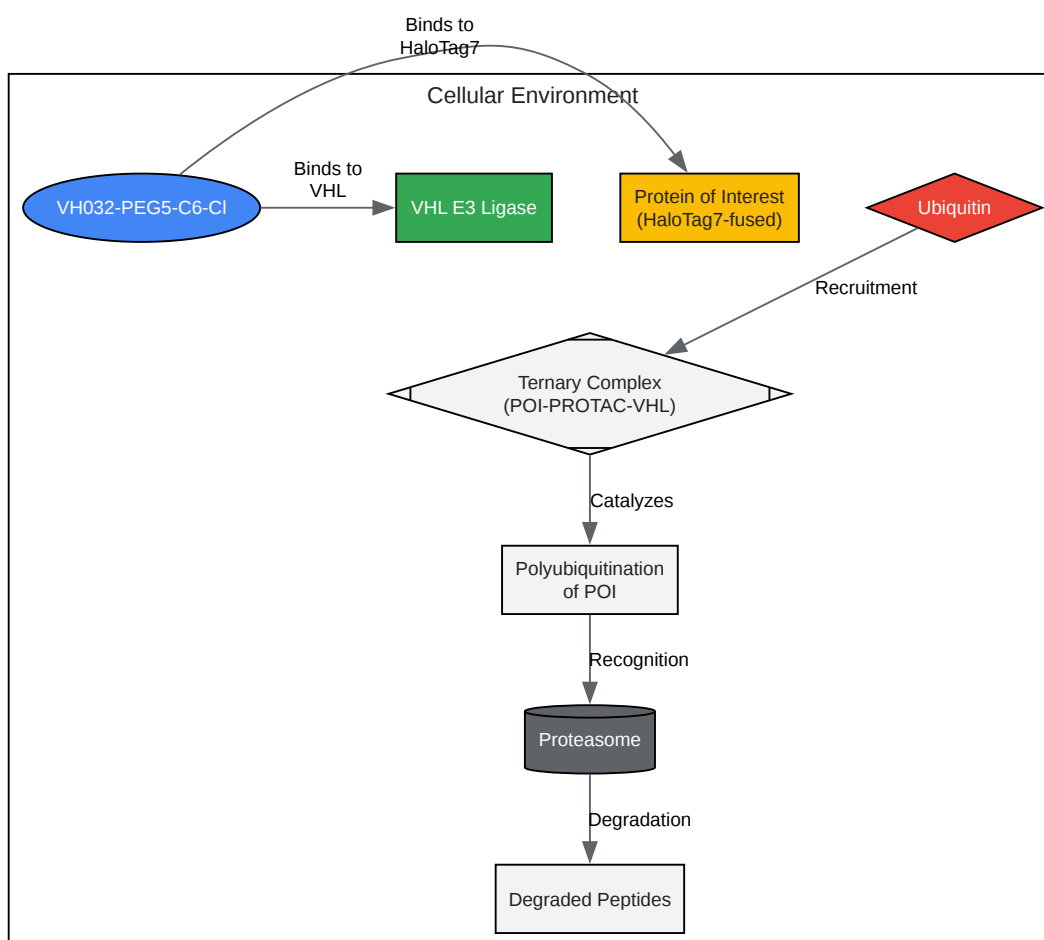 Binds to
HaloTag7
Cellular Environment
VH032-PEG5-C6-Cl
Binds to
VHL
VHL E3 Ligase
Protein of Interest
(HaloTag7-fused)
Ubiquitin
Recruitment
Ternary Complex
(POI-PROTAC-VHL)
Catalyzes
Polyubiquitination
of POI
Recognition
Proteasome
Degradation
Degraded Peptides